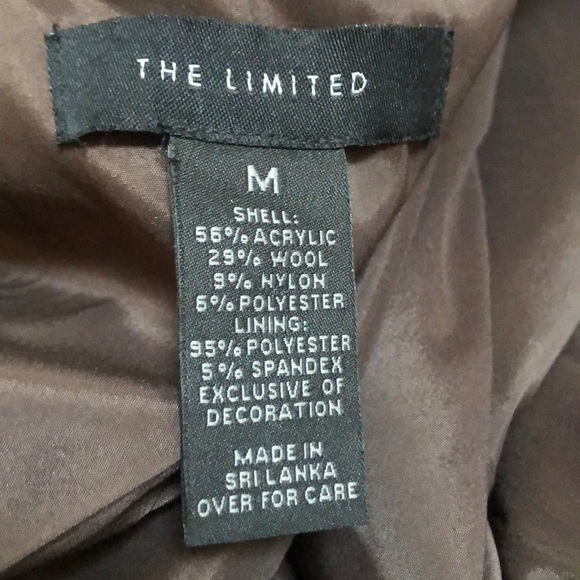 THE LIMITED
M
SHELL:
56% ACRYLIC
29% WOOL
9% NYLON
6% POLYESTER
LINING:
95% POLYESTER
5% SPANDEX
EXCLUSIVE OF
DECORATION
MADE IN
SRI LANKA
OVER FOR CARE